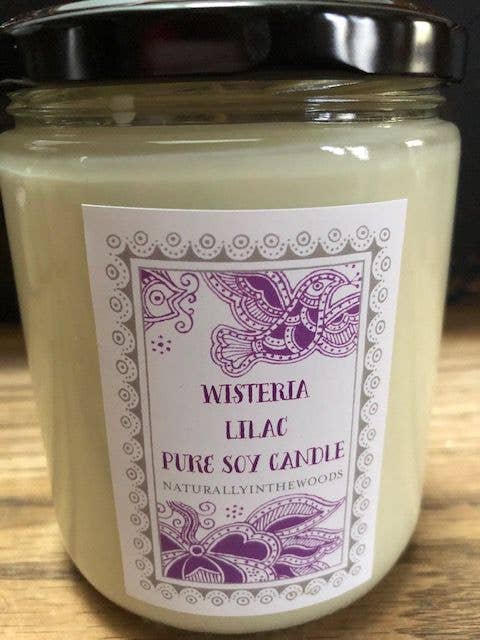 WISTERIA
LILAC
PURE SOY CANDLE
NATURALLYINTHEWOODS